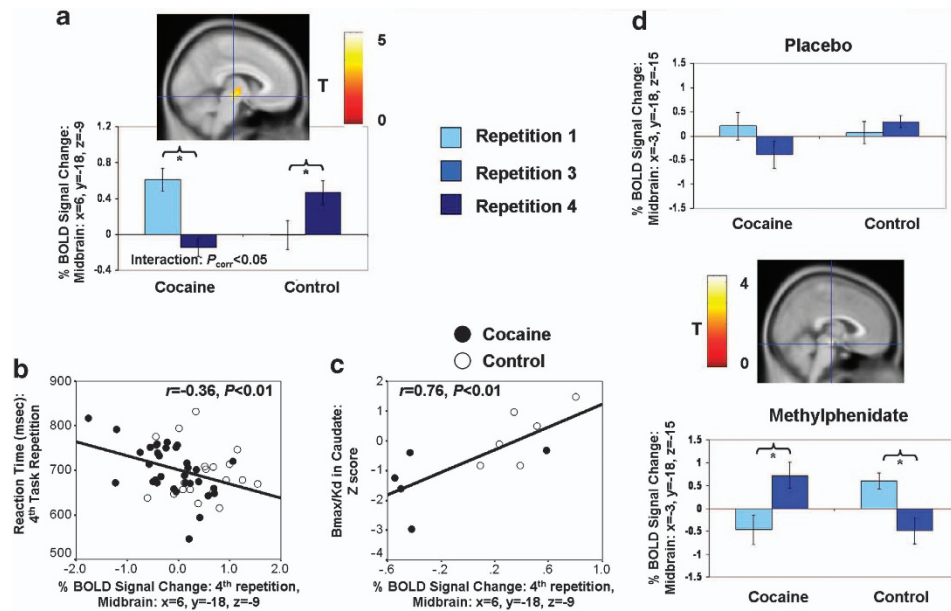 a
5
T
0
% BOLD Signal Change:
Midbrain: x=6, y=-18, z=-9
1.2
0.8
0.4
0
-0.4
*
*
Interaction: Pcorr<0.05
Cocaine
Control
Repetition 1
Repetition 3
Repetition 4
Cocaine
Control
b
Reaction Time (msec):
4th Task Repetition
900
800
700
600
500
r=-0.36, P<0.01
-2.0
-1.0
0.0
1.0
2.0
% BOLD Signal Change: 4th repetition,
Midbrain: x=6, y=-18, z=-9
c
Bmax/Kd in Caudate:
Z score
2
1
0
-1
-2
-3
-4
r=0.76, P<0.01
-.6
-.2
.2
.6
1.0
% BOLD Signal Change: 4th repetition,
Midbrain: x=6, y=-18, z=-9
d
Placebo
% BOLD Signal Change:
Midbrain: x=-3, y=-18, z=-15
1.5
1
0.5
0
-0.5
-1
-1.5
Cocaine
Control
4
T
0
Methylphenidate
% BOLD Signal Change:
Midbrain: x=-3, y=-18, z=-15
1.5
1
0.5
0
-0.5
-1
-1.5
*
*
Cocaine
Control